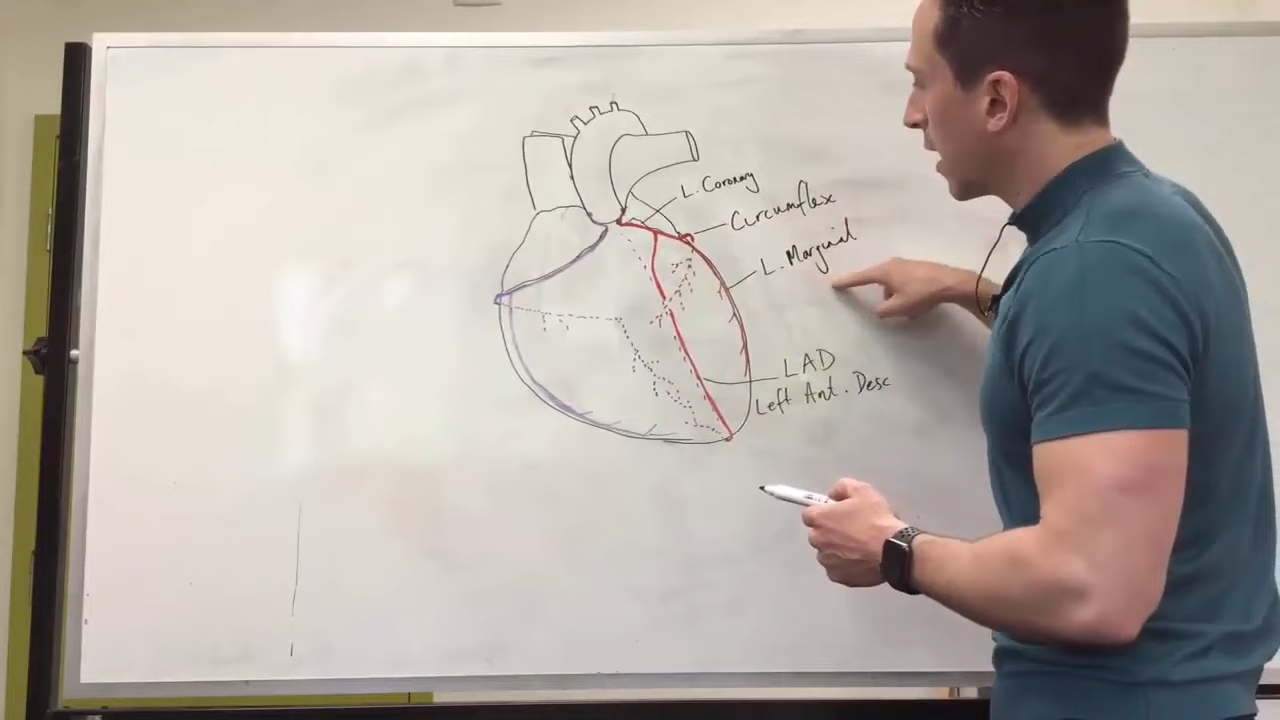 L. Coronary
Circumflex
L. Marginal
LAD
Left Ant. Desc